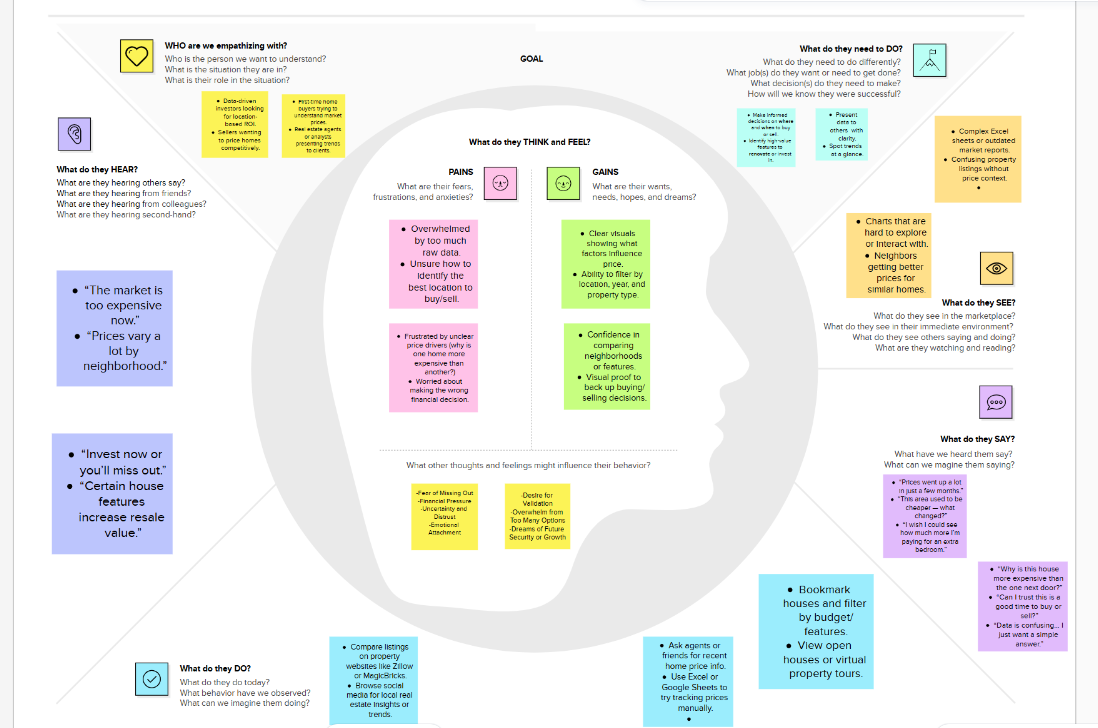 WHO are we empathizing with?
Who is the person we want to understand?
What is the situation they are in?
What is their role in the situation?
• Data-driven
investors looking
for location-
based ROI.
• Sellers wanting
to price homes
competitively.
• First-time home
buyers trying to
understand market
prices.
• Real estate agents
or analysts
presenting trends
to clients.
GOAL
What do they need to DO?
What do they need to do differently?
What job(s) do they want or need to get done?
What decision(s) do they need to make?
How will we know they were successful?
• Make informed
decisions on where
and when to buy
or sell.
• Identify high value
features to
renovate or invest
in.
• Present
data to
others with
clarity.
• Spot trends
at a glance.
What do they HEAR?
What are they hearing others say?
What are they hearing from friends?
What are they hearing from colleagues?
What are they hearing second-hand?
• “The market is
too expensive
now.”
• “Prices vary a
lot by
neighborhood.”
• “Invest now or
you’ll miss out.”
• “Certain house
features
increase resale
value.”
What do they THINK and FEEL?
PAINS
What are their fears,
frustrations, and anxieties?
• Overwhelmed
by too much
raw data.
• Unsure how to
identify the
best location to
buy/sell.
• Frustrated by unclear
price drivers (why is
one home more
expensive than
another?)
• Worried about
making the wrong
financial decision.
GAINS
What are their wants,
needs, hopes, and dreams?
• Clear visuals
showing what
factors influence
price.
• Ability to filter by
location, year, and
property type.
• Confidence in
comparing
neighborhoods
or features.
• Visual proof to
back up buying/
selling decisions.
What other thoughts and feelings might influence their behavior?
-Fear of Missing Out
-Financial Pressure
-Uncertainty and
Distrust
-Emotional
Attachment
-Desire for
Validation
-Overwhelm from
Too Many Options
-Dreams of Future
Security or Growth
• Complex Excel
sheets or outdated
market reports.
• Confusing property
listings without
price context.
•
• Charts that are
hard to explore
or interact with.
• Neighbors
getting better
prices for
similar homes.
What do they SEE?
What do they see in the marketplace?
What do they see in their immediate environment?
What do they see others saying and doing?
What are they watching and reading?
What do they SAY?
What have we heard them say?
What can we magine them saying?
• “Prices went up a lot
in just a few months.”
• “This area used to be
cheaper — what
changed?”
• “I wish I could see
how much more I’m
paying for an extra
bedroom.”
• “Why is this house
more expensive than
the one next door?”
• “Can I trust this is a
good time to buy or
sell?”
• “Data is confusing... I
just want a simple
answer.”
What do they DO?
What do they do today?
What behavior have we observed?
What can we imagine them doing?
• Compare listings
on property
websites like Zillow
or MagicBricks.
• Browse social
media for local real
estate insights or
trends.
• Ask agents or
friends for recent
home price info.
• Use Excel or
Google Sheets to
try tracking prices
manually.
•
• Bookmark
houses and filter
by budget/
features.
• View open
houses or virtual
property tours.